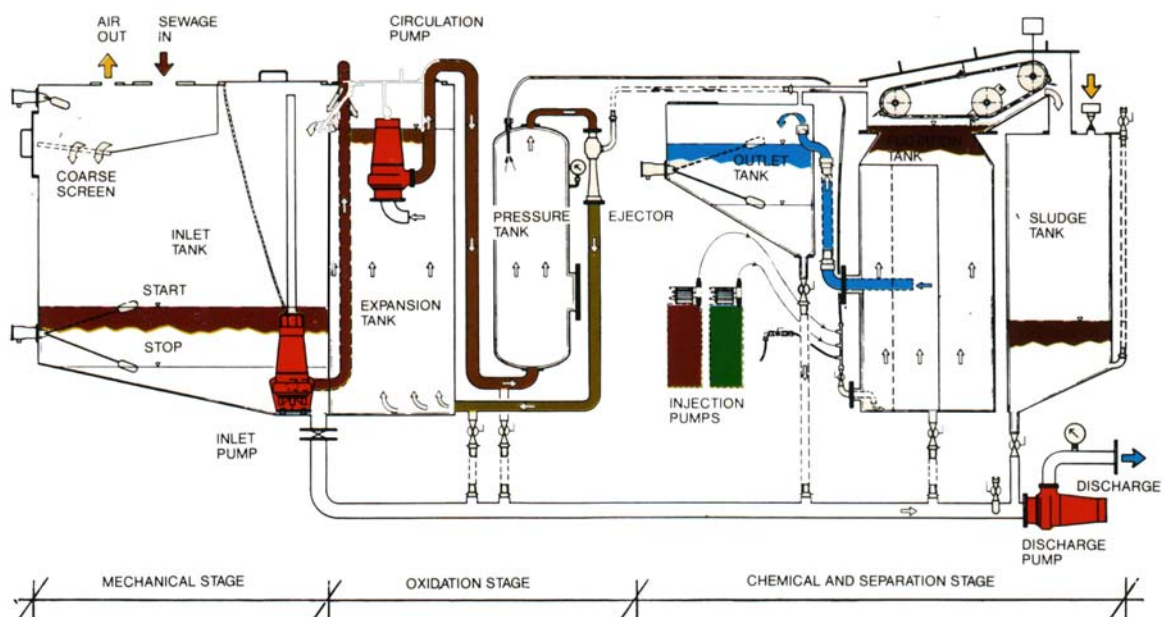 AIR
OUT
SEWAGE
IN
CIRCULATION
PUMP
COARSE
SCREEN
INLET
TANK
START
STOP
INLET
PUMP
EXPANSION
TANK
PRESSURE
TANK
EJECTOR
OUTLET
TANK
INJECTION
PUMPS
FLOTATION
TANK
SLUDGE
TANK
DISCHARGE
DISCHARGE
PUMP
MECHANICAL STAGE
OXIDATION STAGE
CHEMICAL AND SEPARATION STAGE